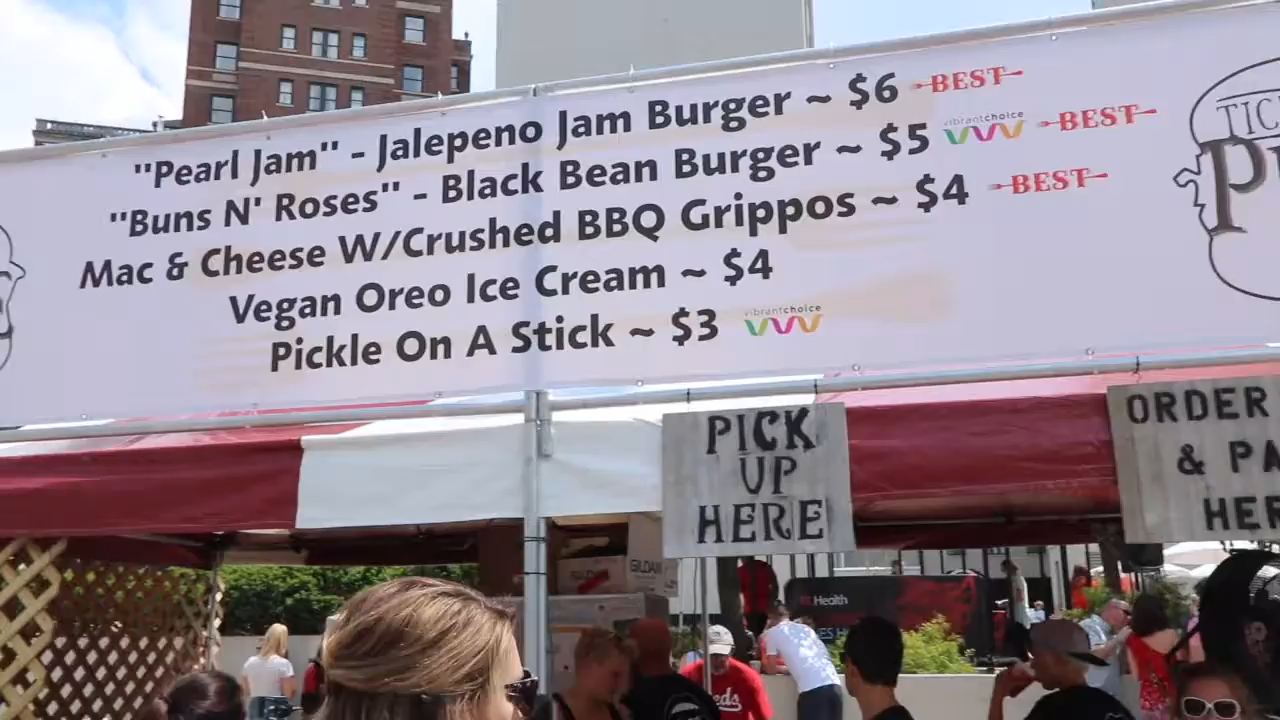 "Pearl Jam" - Jalepeno Jam Burger ~ $6 BEST
"Buns N' Roses" - Black Bean Burger ~ $5 vibrantchoice BEST
Mac & Cheese W/Crushed BBQ Grippos ~ $4 BEST
Vegan Oreo Ice Cream ~ $4
Pickle On A Stick ~ $3 vibrantchoice
PICK
UP
HERE
ORDER
& PA
HER
GILDAN
Health
eds